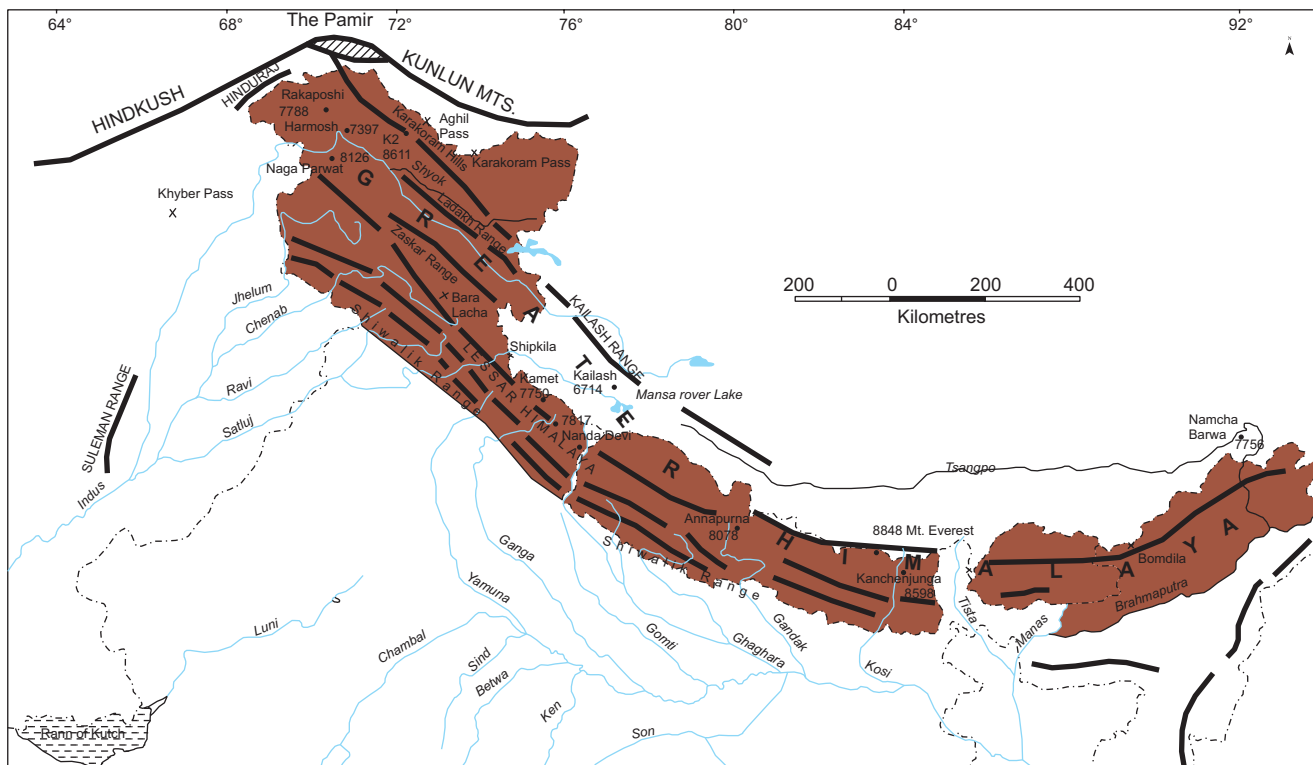 64° 68° 72° 76° 80° 84° 92°
The Pamir
N
HINDKUSH
HINDURAJ
KUNLUN MTS.
Rakaposhi
7788
Harmosh
7397
K2
8611
Karakoram Hills
Aghil
Pass
Karakoram Pass
8126
Naga Parwat
Khyber Pass
Shyok
Ladakh Range
Zaskar Range
Bara
Lacha
GREATER HIMALAYA
200 0 200 400
Kilometres
Jhelum
Chenab
Ravi
Satluj
Indus
SULEMAN RANGE
Shiwalik Range
LESSAR HIMALAYA
Shipkila
Kamet
7750
KAILASH RANGE
Kailash
6714
Mansa rover Lake
7817
Nanda Devi
Tsangpo
Namcha
Barwa
7756
Annapurna
8078
8848 Mt. Everest
Kanchenjunga
8598
Bomdila
Brahmaputra
Shiwalik Range
Ganga
Yamuna
Chambal
Sind
Betwa
Ken
Son
Gomti
Ghaghara
Gandak
Kosi
Tista
Manas
Luni
S
Rann of Kutch